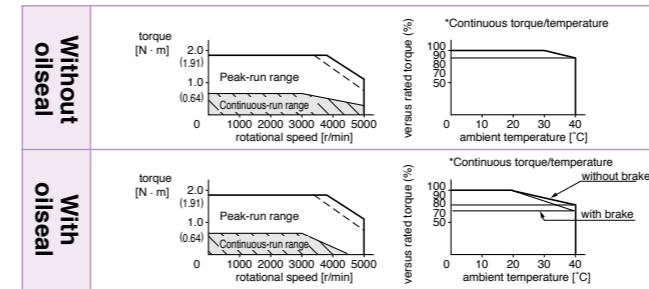 Without
oilseal
torque
[N · m]
2.0
(1.91)
1.0
(0.64)
Peak-run range
Continuous-run range
0 1000 2000 3000 4000 5000
rotational speed [r/min]
*Continuous torque/temperature
versus rated torque (%)
100
90
80
70
50
0 10 20 30 40
ambient temperature [˚C]
With
oilseal
torque
[N · m]
2.0
(1.91)
1.0
(0.64)
Peak-run range
Continuous-run range
0 1000 2000 3000 4000 5000
rotational speed [r/min]
*Continuous torque/temperature
without brake
versus rated torque (%)
100
90
80
70
50
with brake
0 10 20 30 40
ambient temperature [˚C]